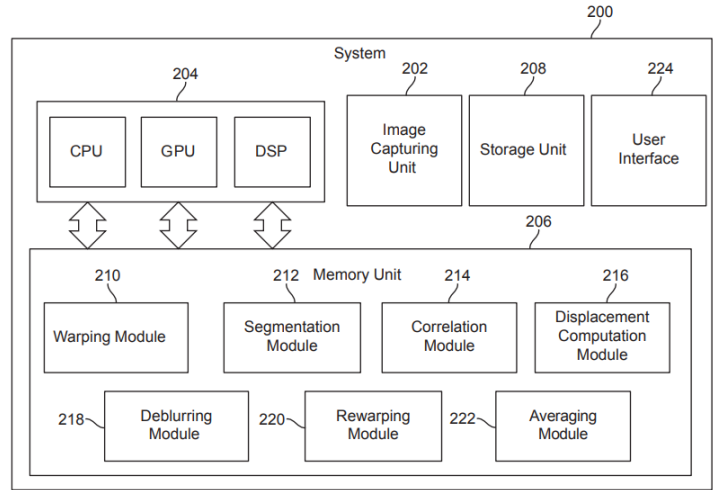 200
System
204
202
208
224
CPU
GPU
DSP
Image
Capturing
Unit
Storage Unit
User
Interface
206
Memory Unit
210
212
214
216
Warping Module
Segmentation
Module
Correlation
Module
Displacement
Computation
Module
218
Deblurring
Module
220
Rewarping
Module
222
Averaging
Module